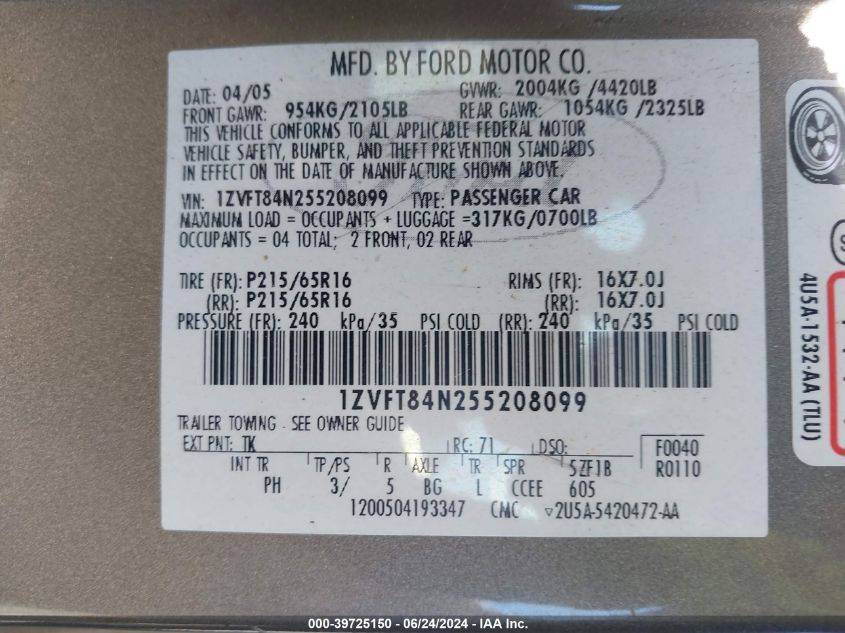 MFD. BY FORD MOTOR CO.
DATE: 04/05 GVWR: 2004KG /4420LB
FRONT GAWR: 954KG/2105LB REAR GAWR: 1054KG /2325LB
THIS VEHICLE CONFORMS TO ALL APPLICABLE FEDERAL MOTOR
VEHICLE SAFETY, BUMPER, AND THEFT PREVENTION STANDARDS
IN EFFECT ON THE DATE OF MANUFACTURE SHOWN ABOVE.
VIN: 1ZVFT84N255208099 TYPE: PASSENGER CAR
MAXIMUM LOAD = OCCUPANTS + LUGGAGE =317KG/0700LB
OCCUPANTS = 04 TOTAL; 2 FRONT, 02 REAR
TIRE (FR): P215/65R16 RIMS (FR): 16X7.0J
(RR): P215/65R16 (RR): 16X7.0J
PRESSURE (FR): 240 kPa/35 PSI COLD (RR): 240 kPa/35 PSI COLD
1ZVFT84N255208099
TRAILER TOWING - SEE OWNER GUIDE
EXT PNT: TK RC: 71 DSO: F0040
INT TR TP/PS R AXLE TR SPR 5ZF1B R0110
PH 3/ 5 BG L CCEE 605
1200504193347 CMC ▽2U5A-5420472-AA
4U5A-1532-AA (TLU)
000-39725150 - 06/24/2024 - IAA Inc.